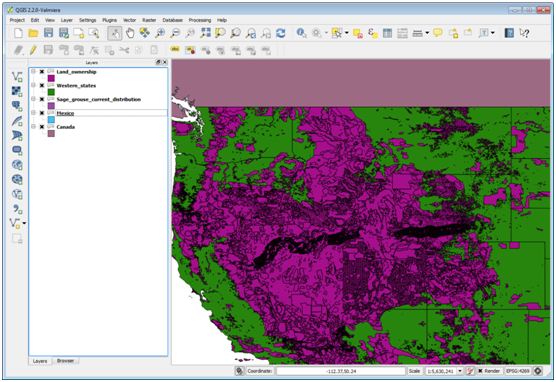 QGIS 2.2.0-Valmiera
Project Edit View Layer Settings Plugins Vector Raster Database Processing Help
Layers
Land_ownership
Western_states
Sage_grouse_current_distribution
Mexico
Canada
Layers Browser
Coordinate: -112.37,50.24 Scale 1:5,630,241 Render EPSG:4269